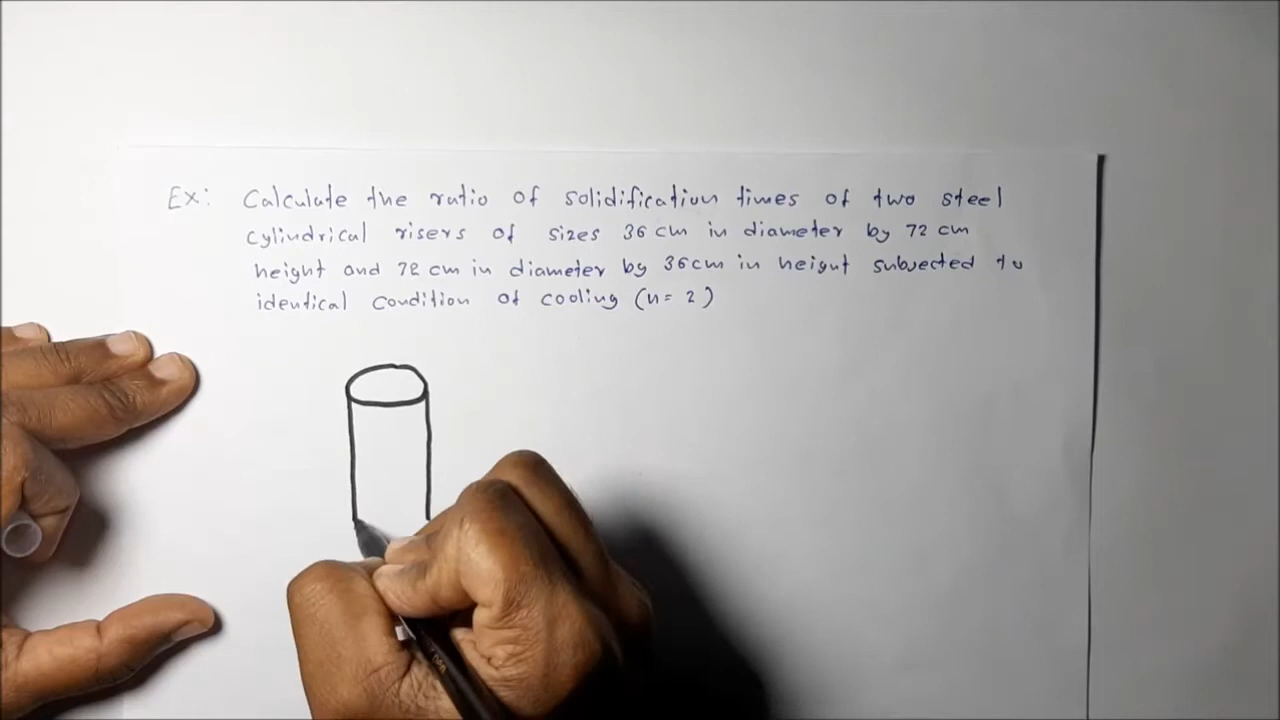 Ex: Calculate the ratio of solidification times of two steel
cylindrical risers of sizes 36 cm in diameter by 72 cm
height and 72 cm in diameter by 36 cm in height subjected to
identical condition of cooling (n = 2)